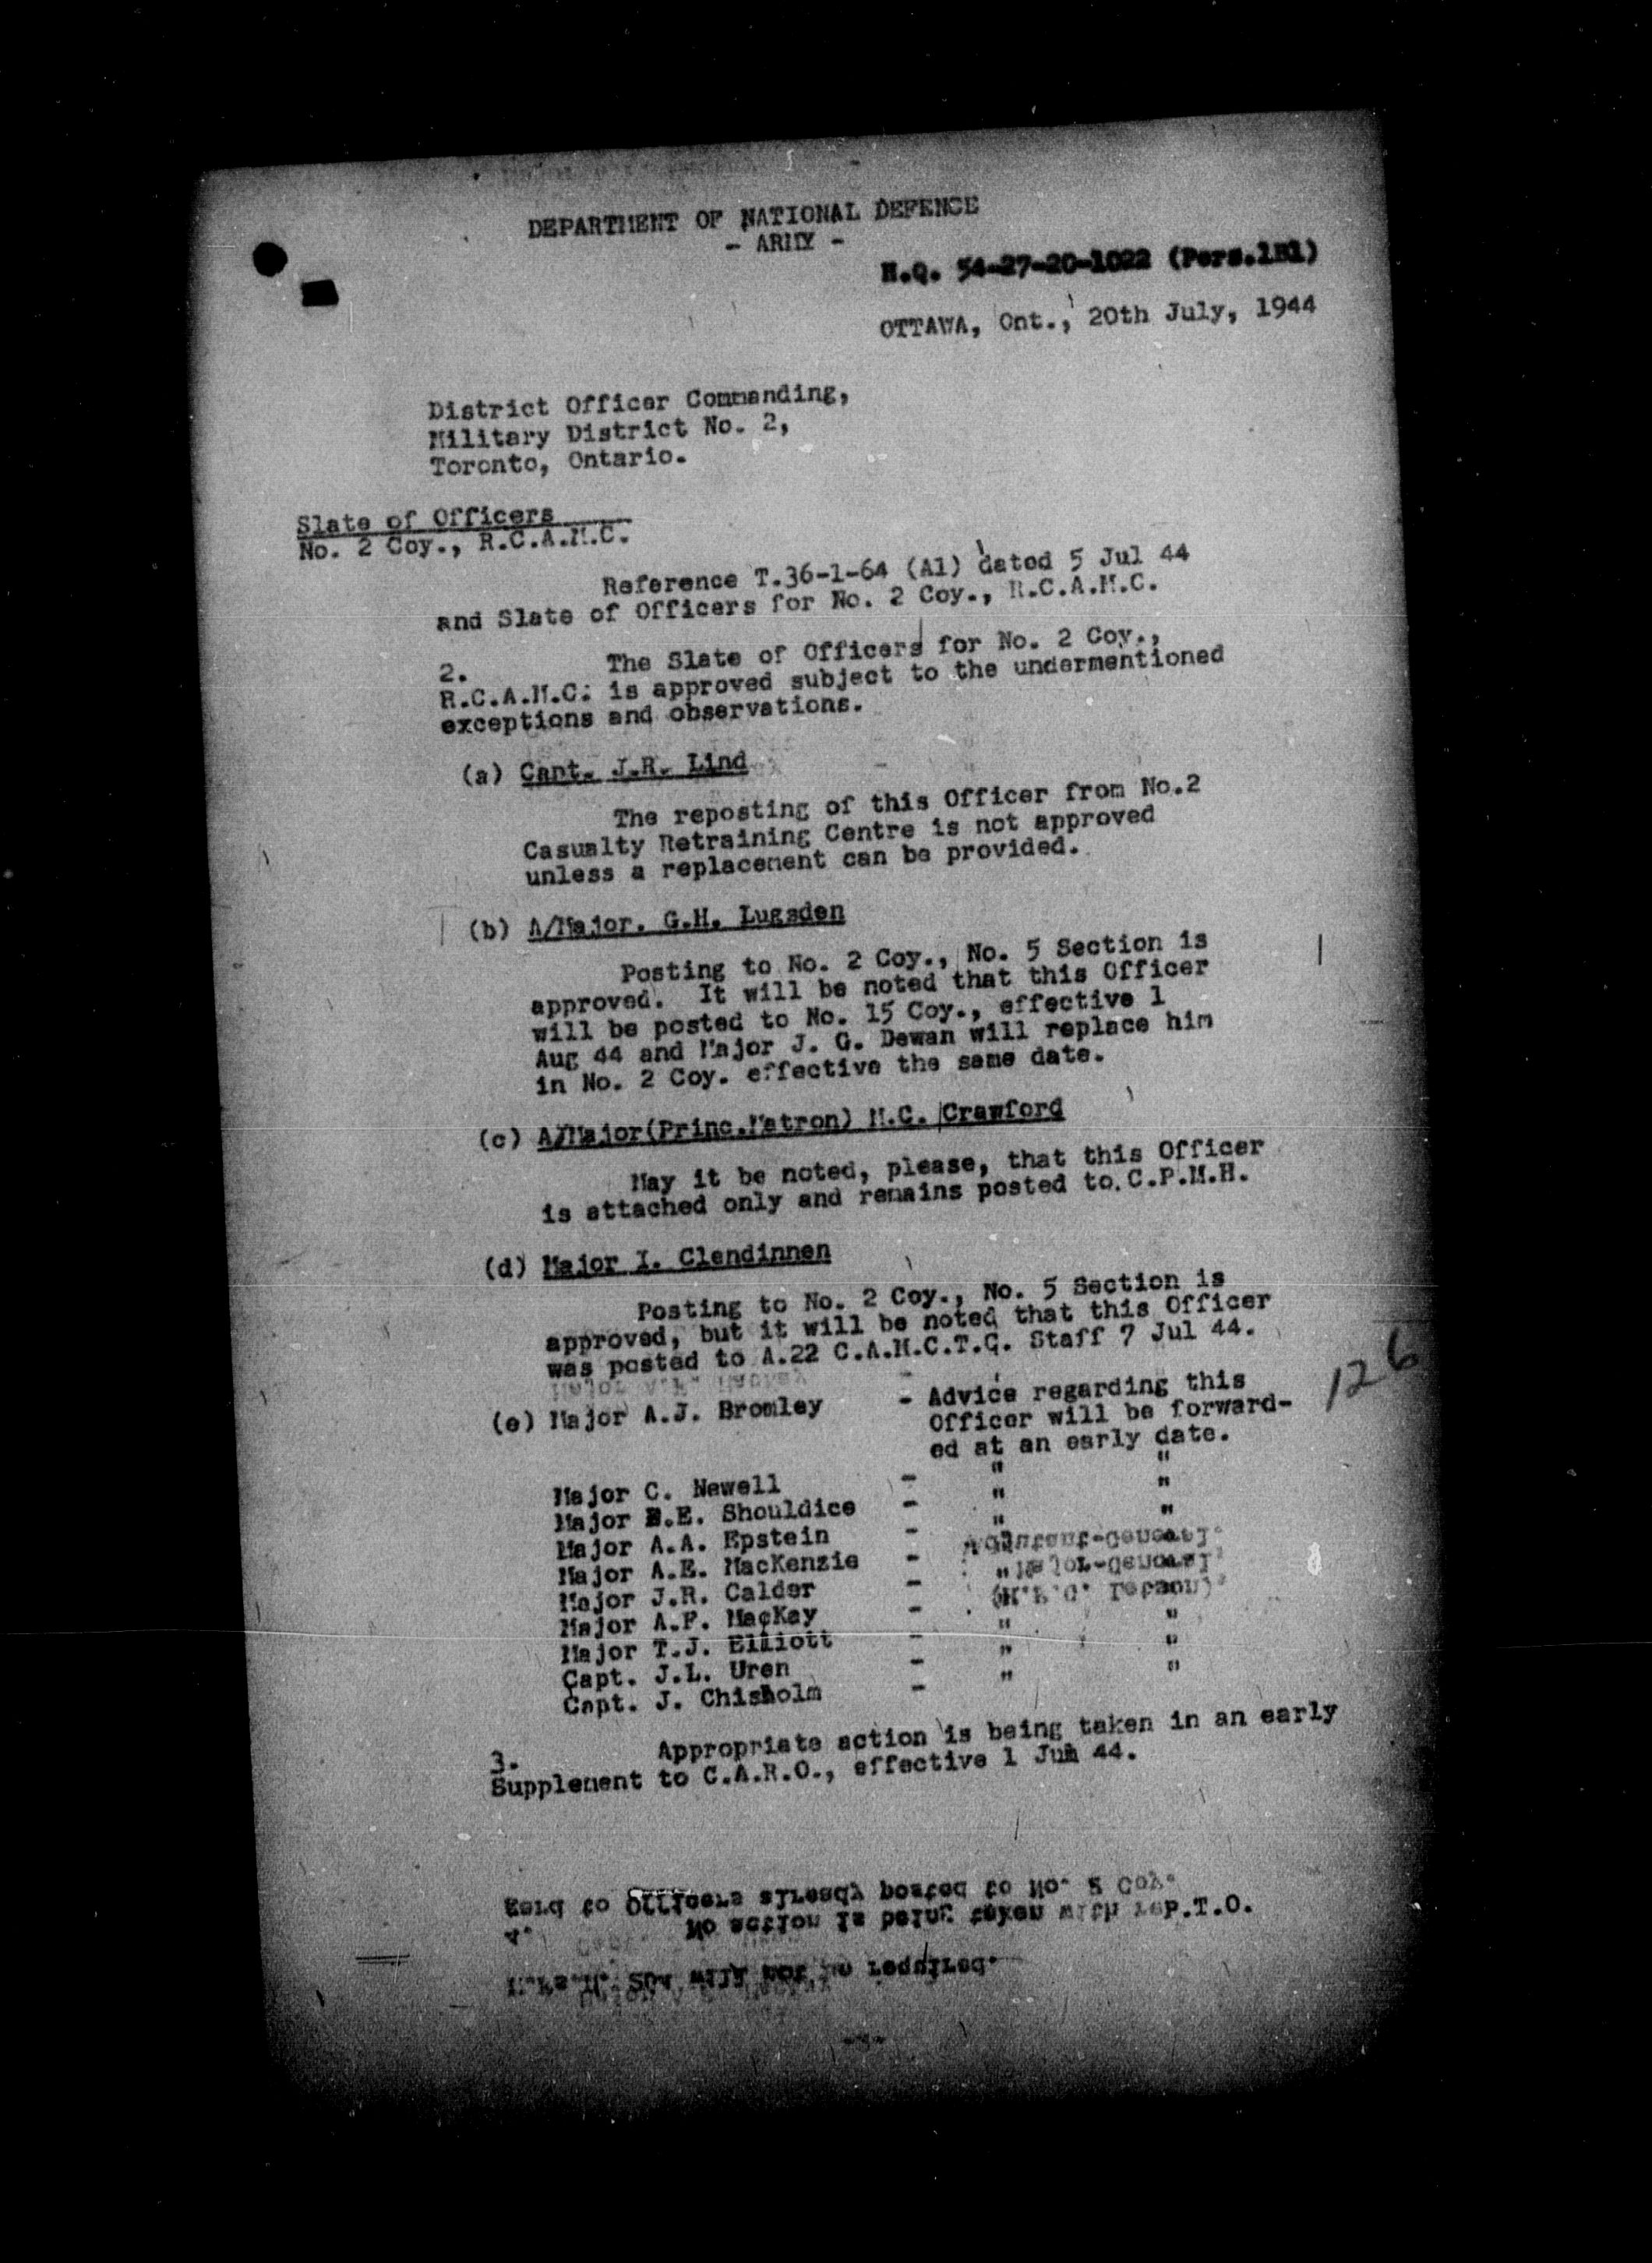 DEPARTMENT OF NATIONAL DEFENCE
- ARMY -
H.Q. 54-27-20-1022 (Pers.1B1)
OTTAWA, Ont., 20th July, 1944
District Officer Commanding,
Military District No. 2,
Toronto, Ontario.
Slate of Officers
No. 2 Coy., R.C.A.M.C.
Reference T.36-1-64 (A1) dated 5 Jul 44
and Slate of Officers for No. 2 Coy., R.C.A.M.C.
2. The Slate of Officers for No. 2 Coy.,
R.C.A.M.C. is approved subject to the undermentioned
exceptions and observations.
(a) Capt. J.R. Lind
The reposting of this Officer from No.2
Casualty Retraining Centre is not approved
unless a replacement can be provided.
(b) A/Major. G.H. Lugsden
Posting to No. 2 Coy., No. 5 Section is
approved. It will be noted that this Officer
will be posted to No. 15 Coy., effective 1
Aug 44 and Major J. G. Dewan will replace him
in No. 2 Coy. effective the same date.
(c) A/Major(Princ.Matron) M.C. Crawford
May it be noted, please, that this Officer
is attached only and remains posted to C.P.M.H.
(d) Major I. Clendinnen
Posting to No. 2 Coy., No. 5 Section is
approved, but it will be noted that this Officer
was posted to A.22 C.A.M.C.T.C. Staff 7 Jul 44.
(e) Major A.J. Bromley - Advice regarding this
Officer will be forward-
ed at an early date.
126
Major C. Newell - " "
Major E. Shouldice - " "
Major A.A. Epstein - " "
Major A.E. MacKenzie -
Major J.R. Calder - "
Major A.F. MacKay -
Major T.J. Elliott - " "
Capt. J.L. Uren - " "
Capt. J. Chisholm - " "
3. Appropriate action is being taken in an early
Supplement to C.A.R.O., effective 1 Jun 44.
P.T.O.